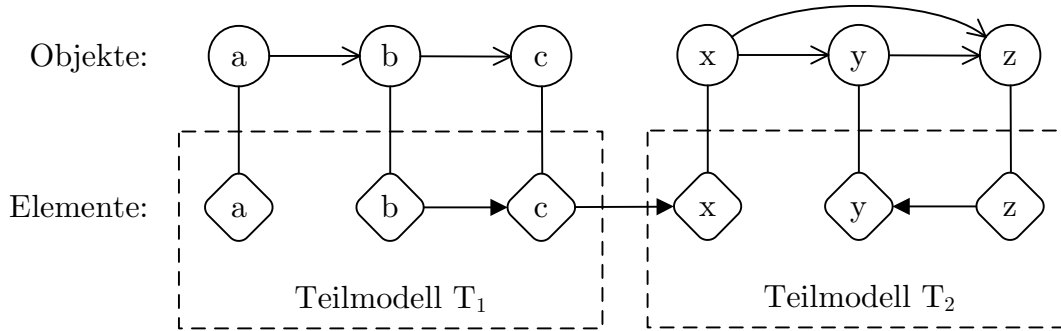 Objekte: a b c x y z
Elemente: a b c x y z
Teilmodell T₁ Teilmodell T₂